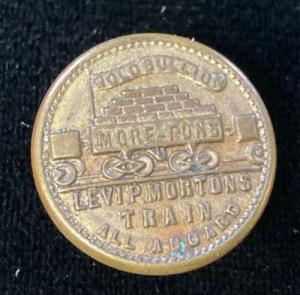 GOLD BULLION
MORE-TONS
LEVI P MORTONS
TRAIN
ALL ABOARD